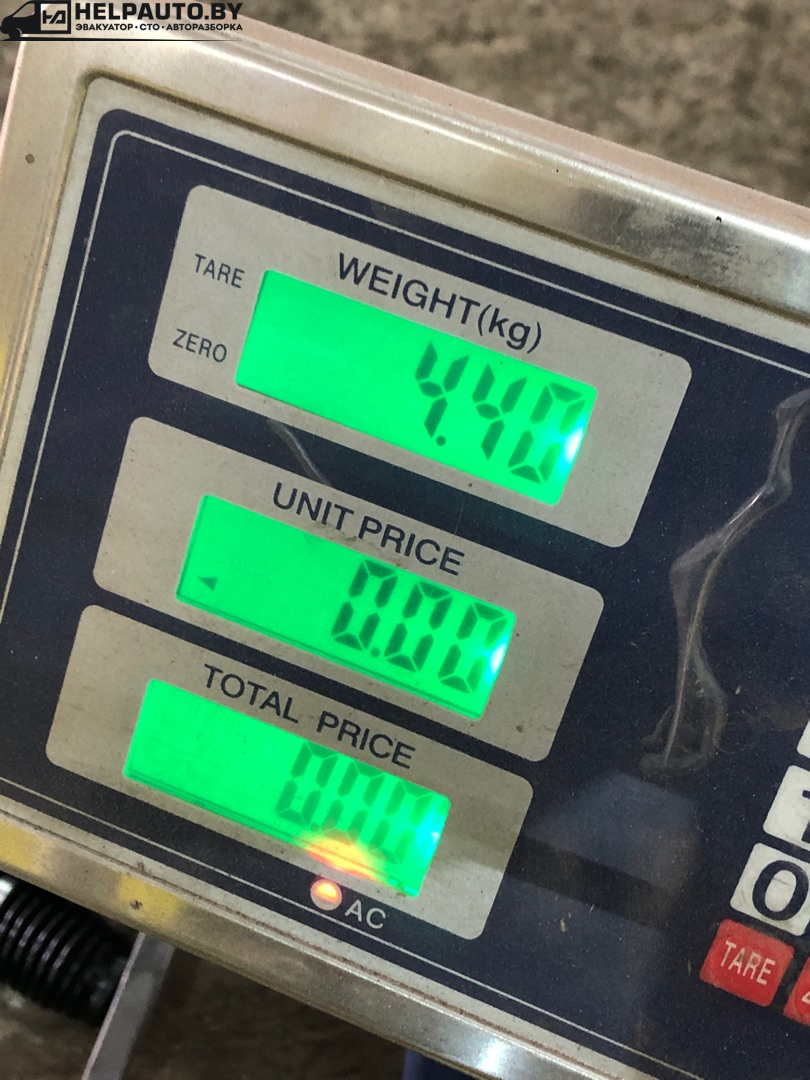 HELPAUTO.BY
ЭВАКУАТОР · СТО · АВТОРАЗБОРКА
WEIGHT(kg)
TARE
ZERO
4.40
UNIT PRICE
0.00
TOTAL PRICE
AC
0
TARE